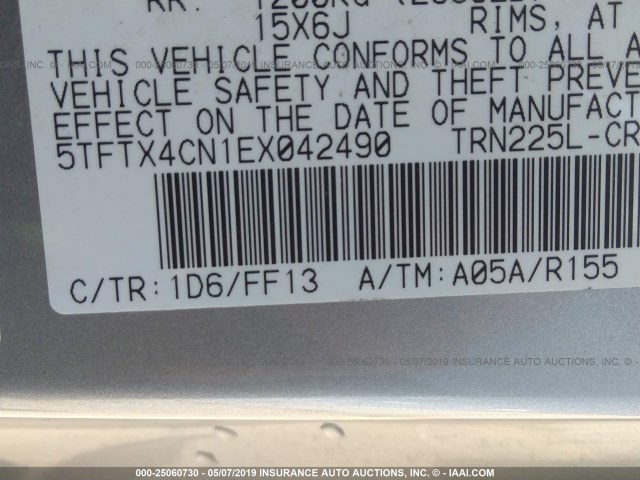 RR.
15X6J RIMS, AT
THIS VEHICLE CONFORMS TO ALL A
VEHICLE SAFETY AND THEFT PREVE
EFFECT ON THE DATE OF MANUFACT
5TFTX4CN1EX042490 TRN225L-CR
C/TR: 1D6/FF13 A/TM: A05A/R155
000-25060730 - 05/07/2019 INSURANCE AUTO AUCTIONS, INC. - IAAI.COM